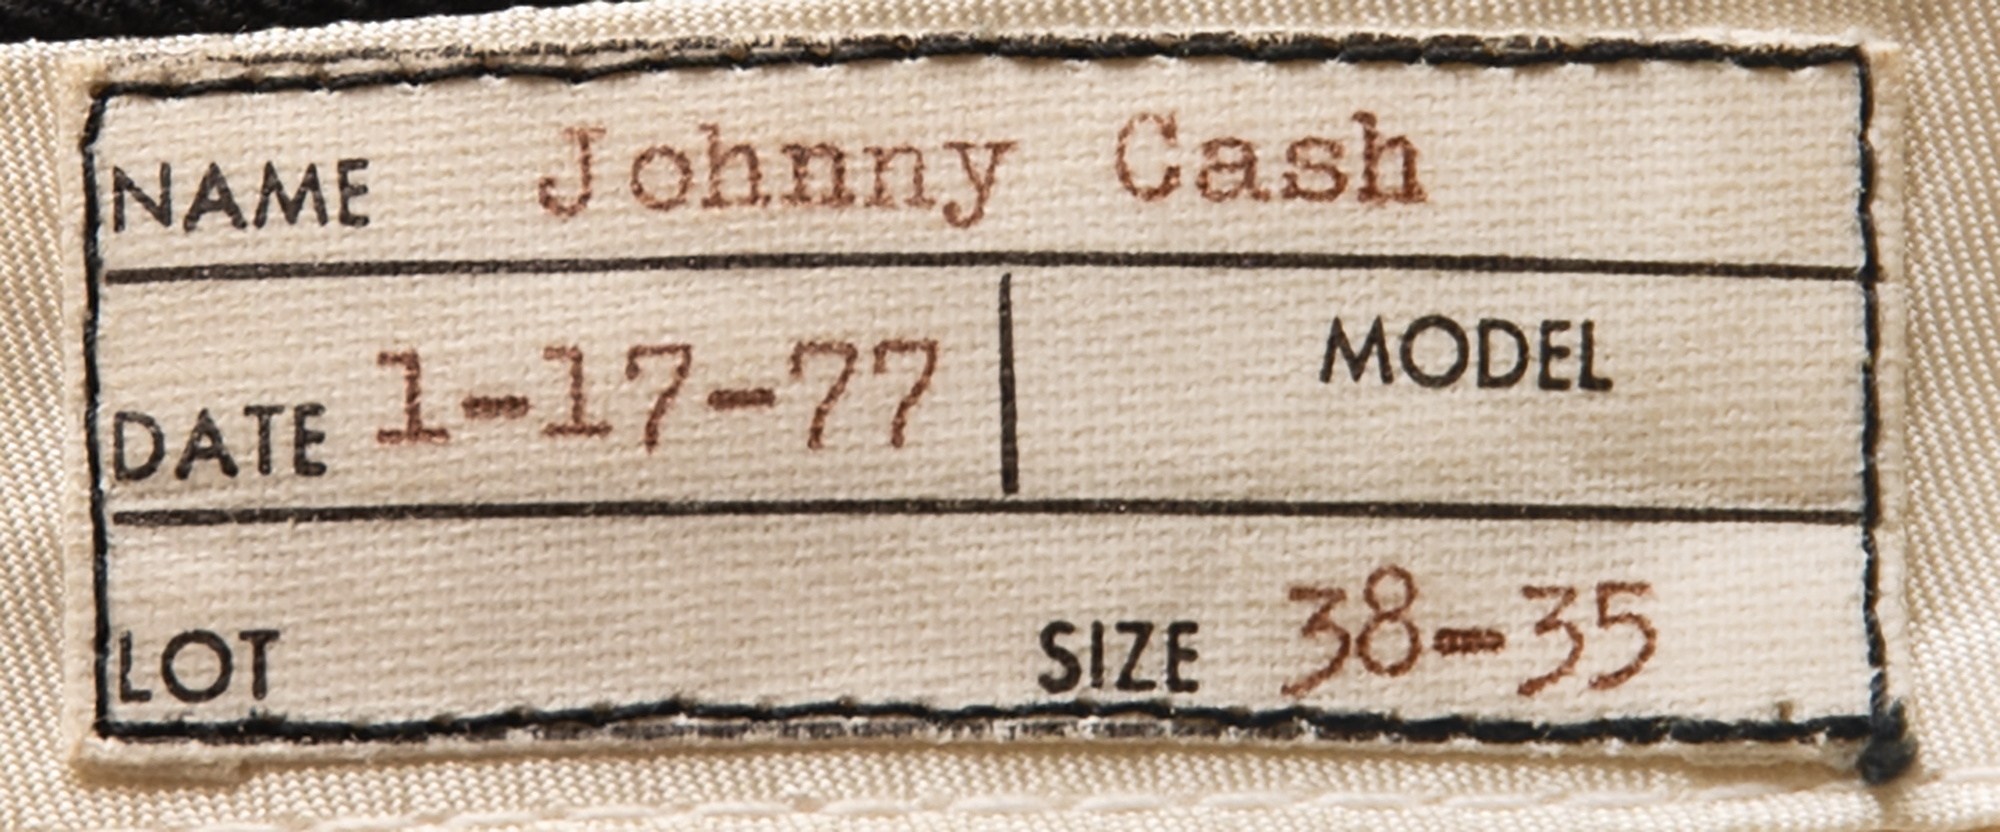 NAME Johnny Cash
DATE 1-17-77 MODEL
LOT SIZE 38-35